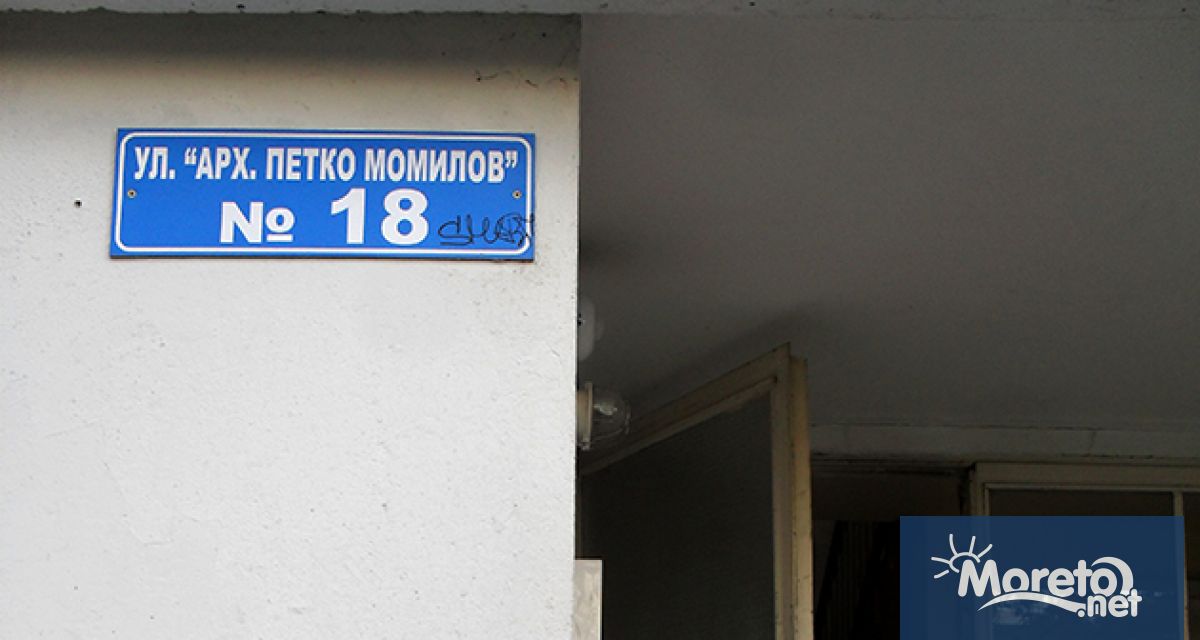 УЛ. “АРХ. ПЕТКО МОМИЛОВ”
№ 18
Moreto
.net